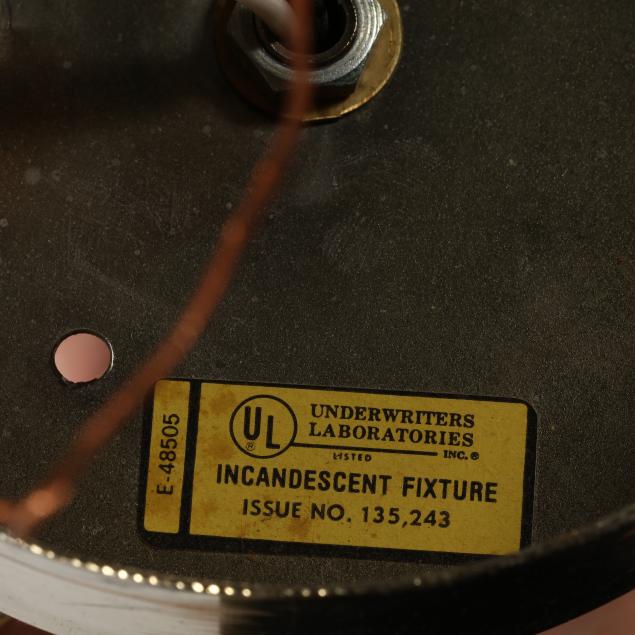 E-48505
UL ®
UNDERWRITERS
LABORATORIES
LISTED INC.®
INCANDESCENT FIXTURE
ISSUE NO. 135,243